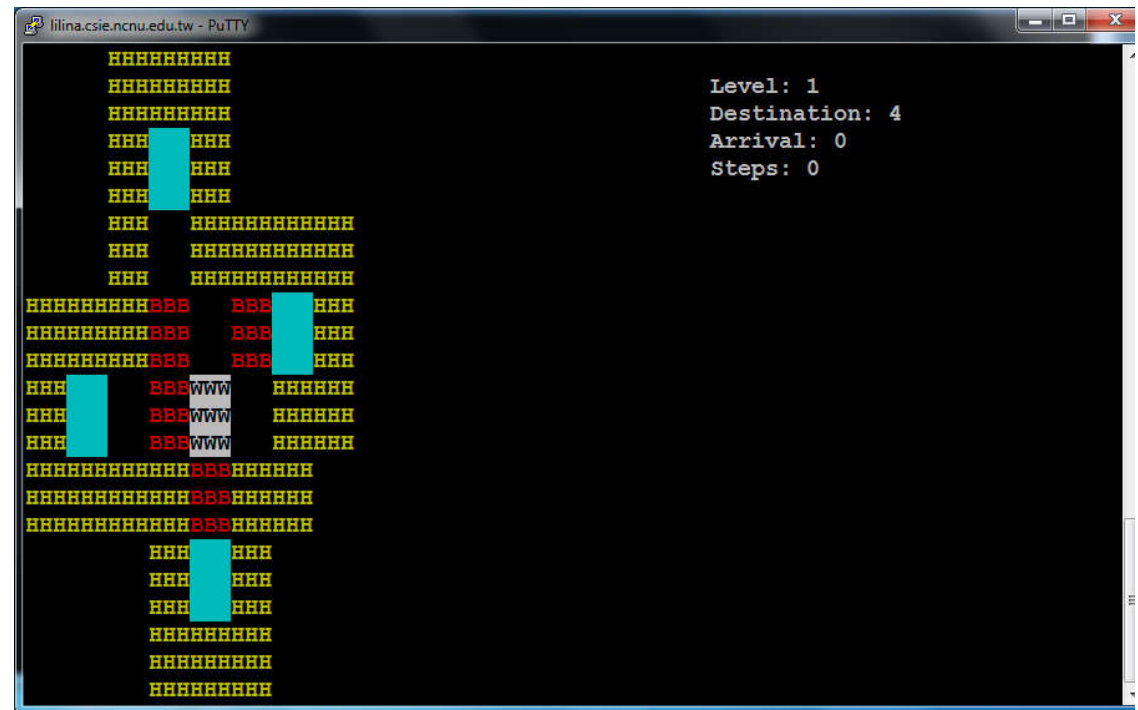 lilina.csie.ncnu.edu.tw - PuTTY
HHHHHHHHH
HHHHHHHHH Level: 1
HHHHHHHHH Destination: 4
HHH HHH Arrival: 0
HHH HHH Steps: 0
HHH HHH
HHH HHHHHHHHHHHH
HHH HHHHHHHHHHHH
HHH HHHHHHHHHHHH
HHHHHHHHHBBB BBB HHH
HHHHHHHHHBBB BBB HHH
HHHHHHHHHBBB BBB HHH
HHH BBBWWW HHHHHH
HHH BBBWWW HHHHHH
HHH BBBWWW HHHHHH
HHHHHHHHHHHHBBBHHHHHH
HHHHHHHHHHHHBBBHHHHHH
HHHHHHHHHHHHBBBHHHHHH
HHH HHH
HHH HHH
HHH HHH
HHHHHHHHH
HHHHHHHHH
HHHHHHHHH